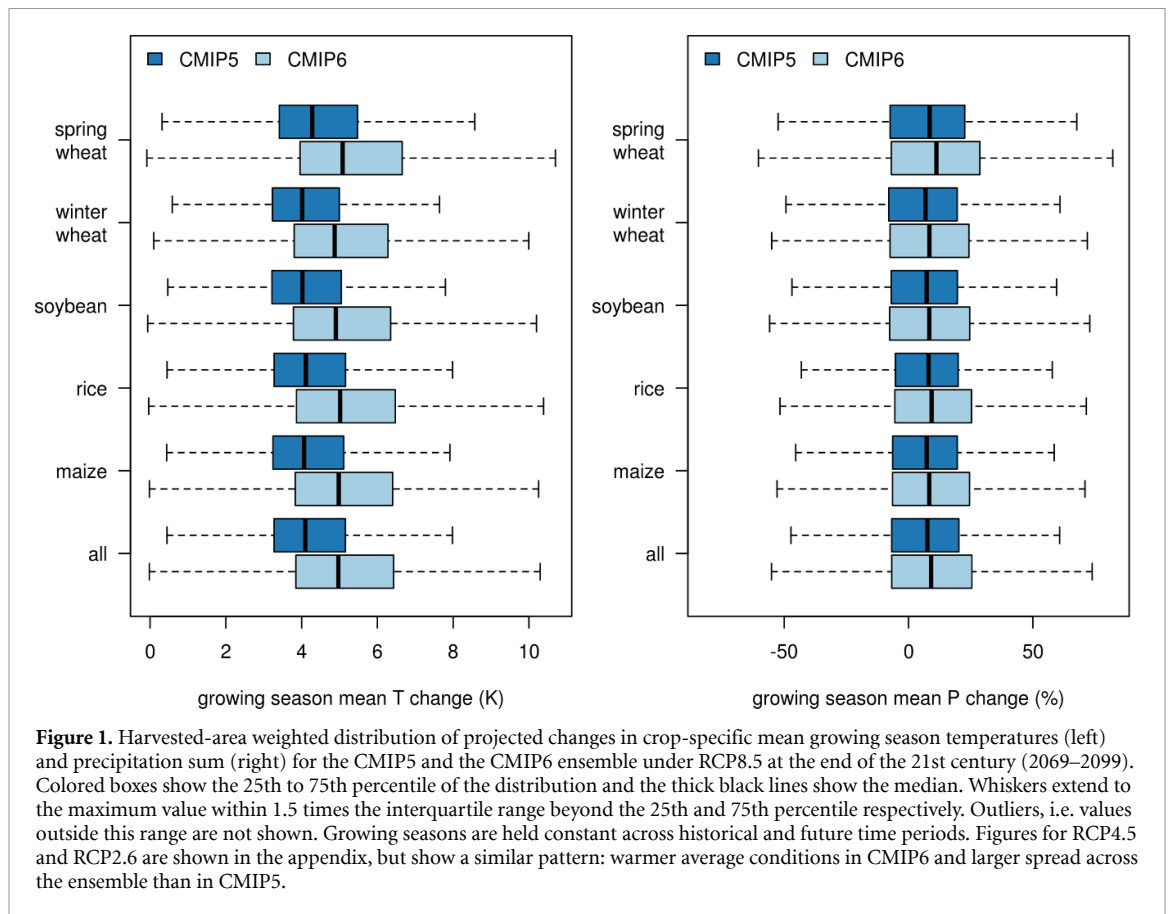 CMIP5 CMIP6
spring
wheat
winter
wheat
soybean
rice
maize
all
0 2 4 6 8 10
growing season mean T change (K)
CMIP5 CMIP6
spring
wheat
winter
wheat
soybean
rice
maize
all
-50 0 50
growing season mean P change (%)
Figure 1. Harvested-area weighted distribution of projected changes in crop-specific mean growing season temperatures (left)
and precipitation sum (right) for the CMIP5 and the CMIP6 ensemble under RCP8.5 at the end of the 21st century (2069–2099).
Colored boxes show the 25th to 75th percentile of the distribution and the thick black lines show the median. Whiskers extend to
the maximum value within 1.5 times the interquartile range beyond the 25th and 75th percentile respectively. Outliers, i.e. values
outside this range are not shown. Growing seasons are held constant across historical and future time periods. Figures for RCP4.5
and RCP2.6 are shown in the appendix, but show a similar pattern: warmer average conditions in CMIP6 and larger spread across
the ensemble than in CMIP5.